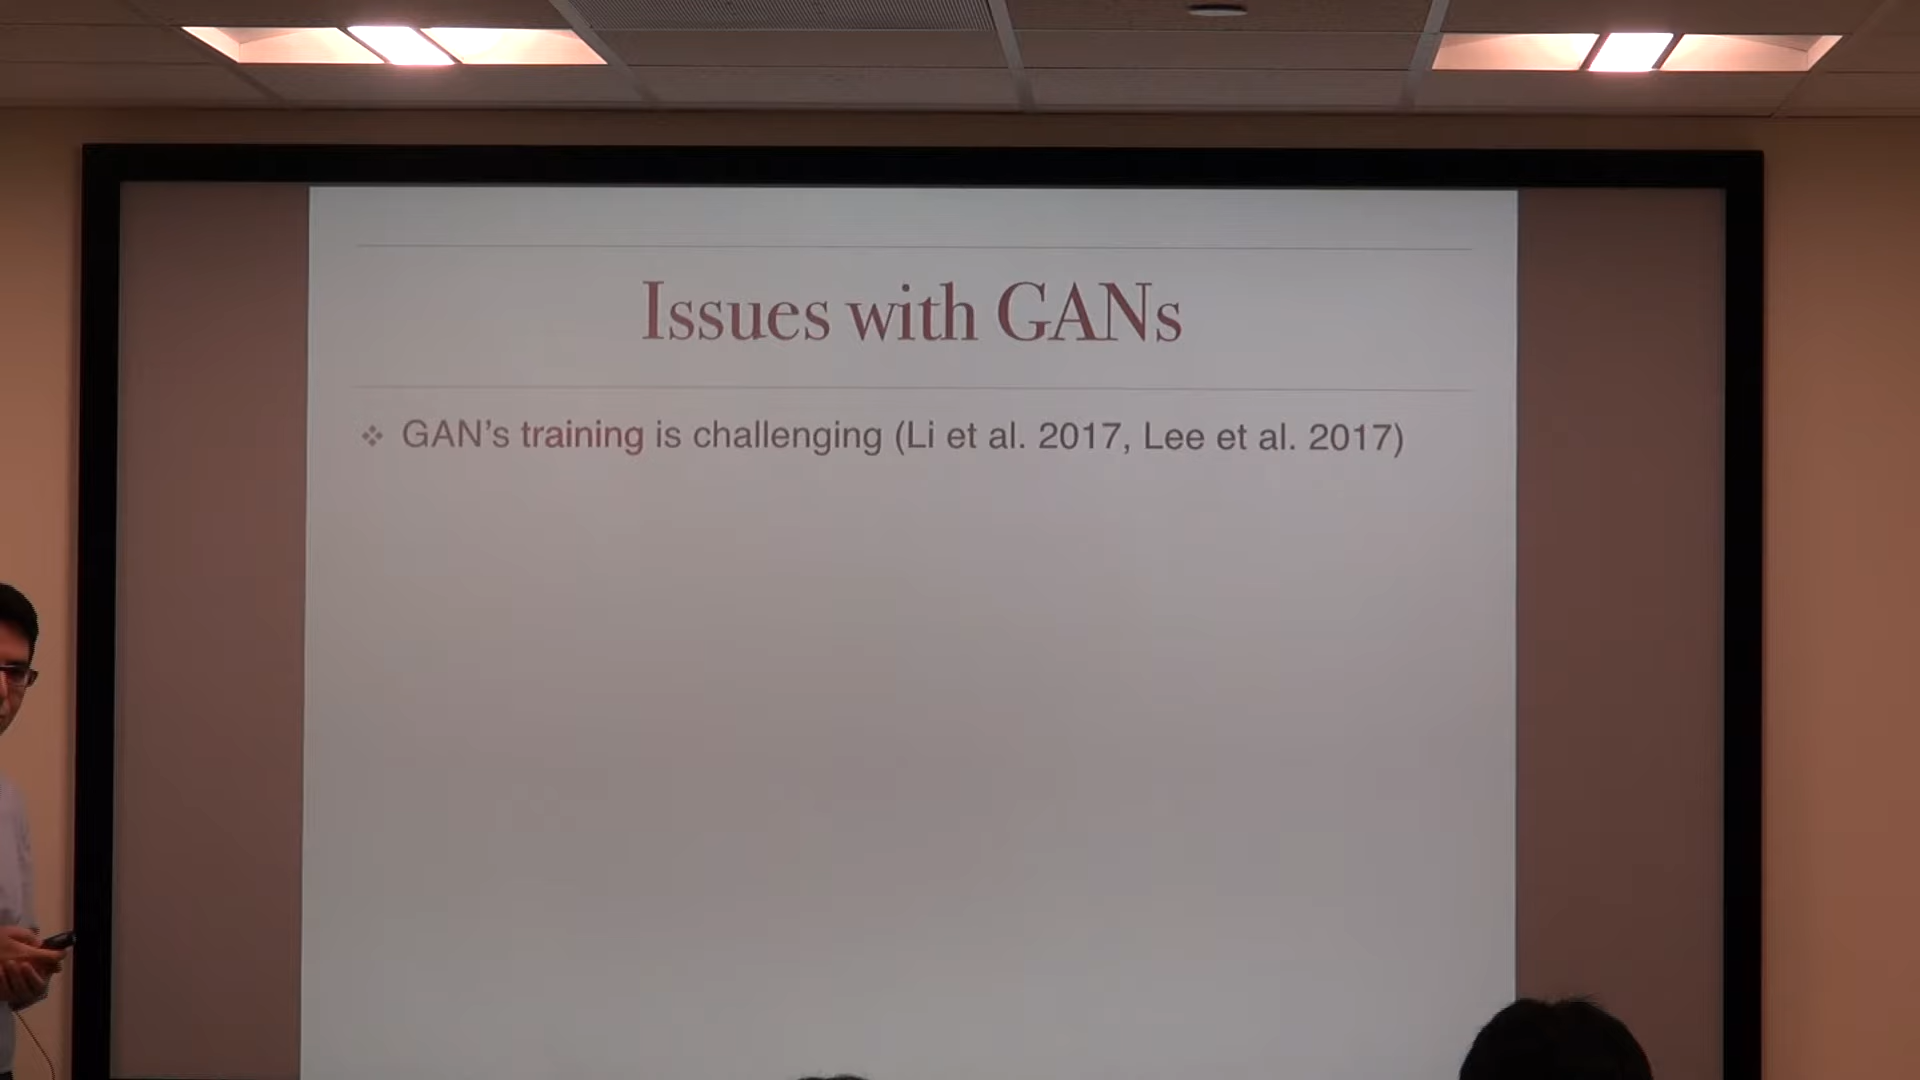 Issues with GANs
GAN’s training is challenging (Li et al. 2017, Lee et al. 2017)